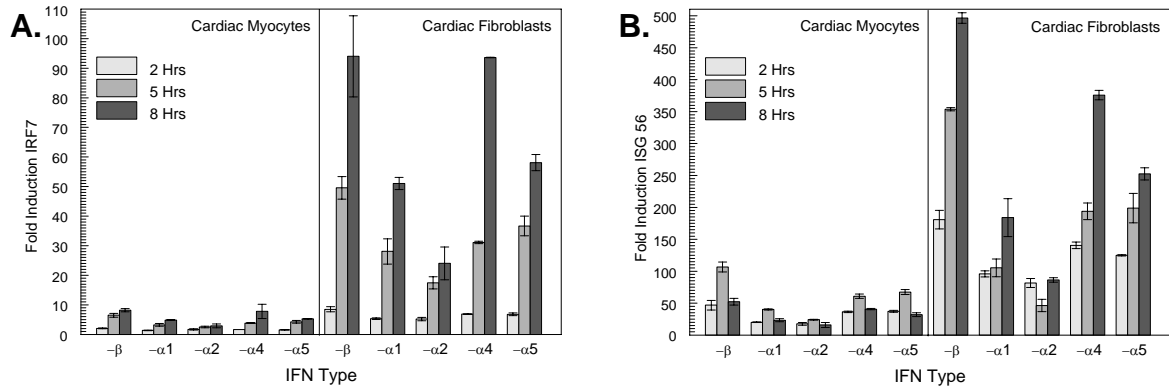 A.
Cardiac Myocytes
Cardiac Fibroblasts
2 Hrs
5 Hrs
8 Hrs
Fold Induction IRF7
110
100
90
80
70
60
50
40
30
20
10
0
−β −α1 −α2 −α4 −α5 −β −α1 −α2 −α4 −α5
IFN Type
B.
Cardiac Myocytes
Cardiac Fibroblasts
2 Hrs
5 Hrs
8 Hrs
Fold Induction ISG 56
500
450
400
350
300
250
200
150
100
50
0
−β −α1 −α2 −α4 −α5 −β −α1 −α2 −α4 −α5
IFN Type